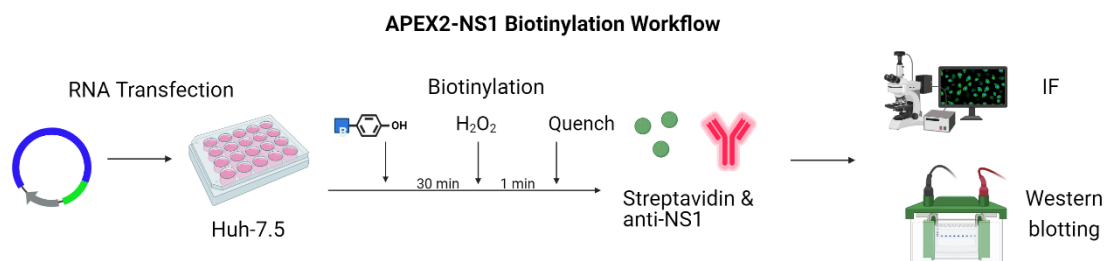 APEX2-NS1 Biotinylation Workflow
RNA Transfection
Huh-7.5
Biotinylation
B
OH
H₂O₂
Quench
30 min
1 min
Streptavidin &
anti-NS1
IF
Western
blotting